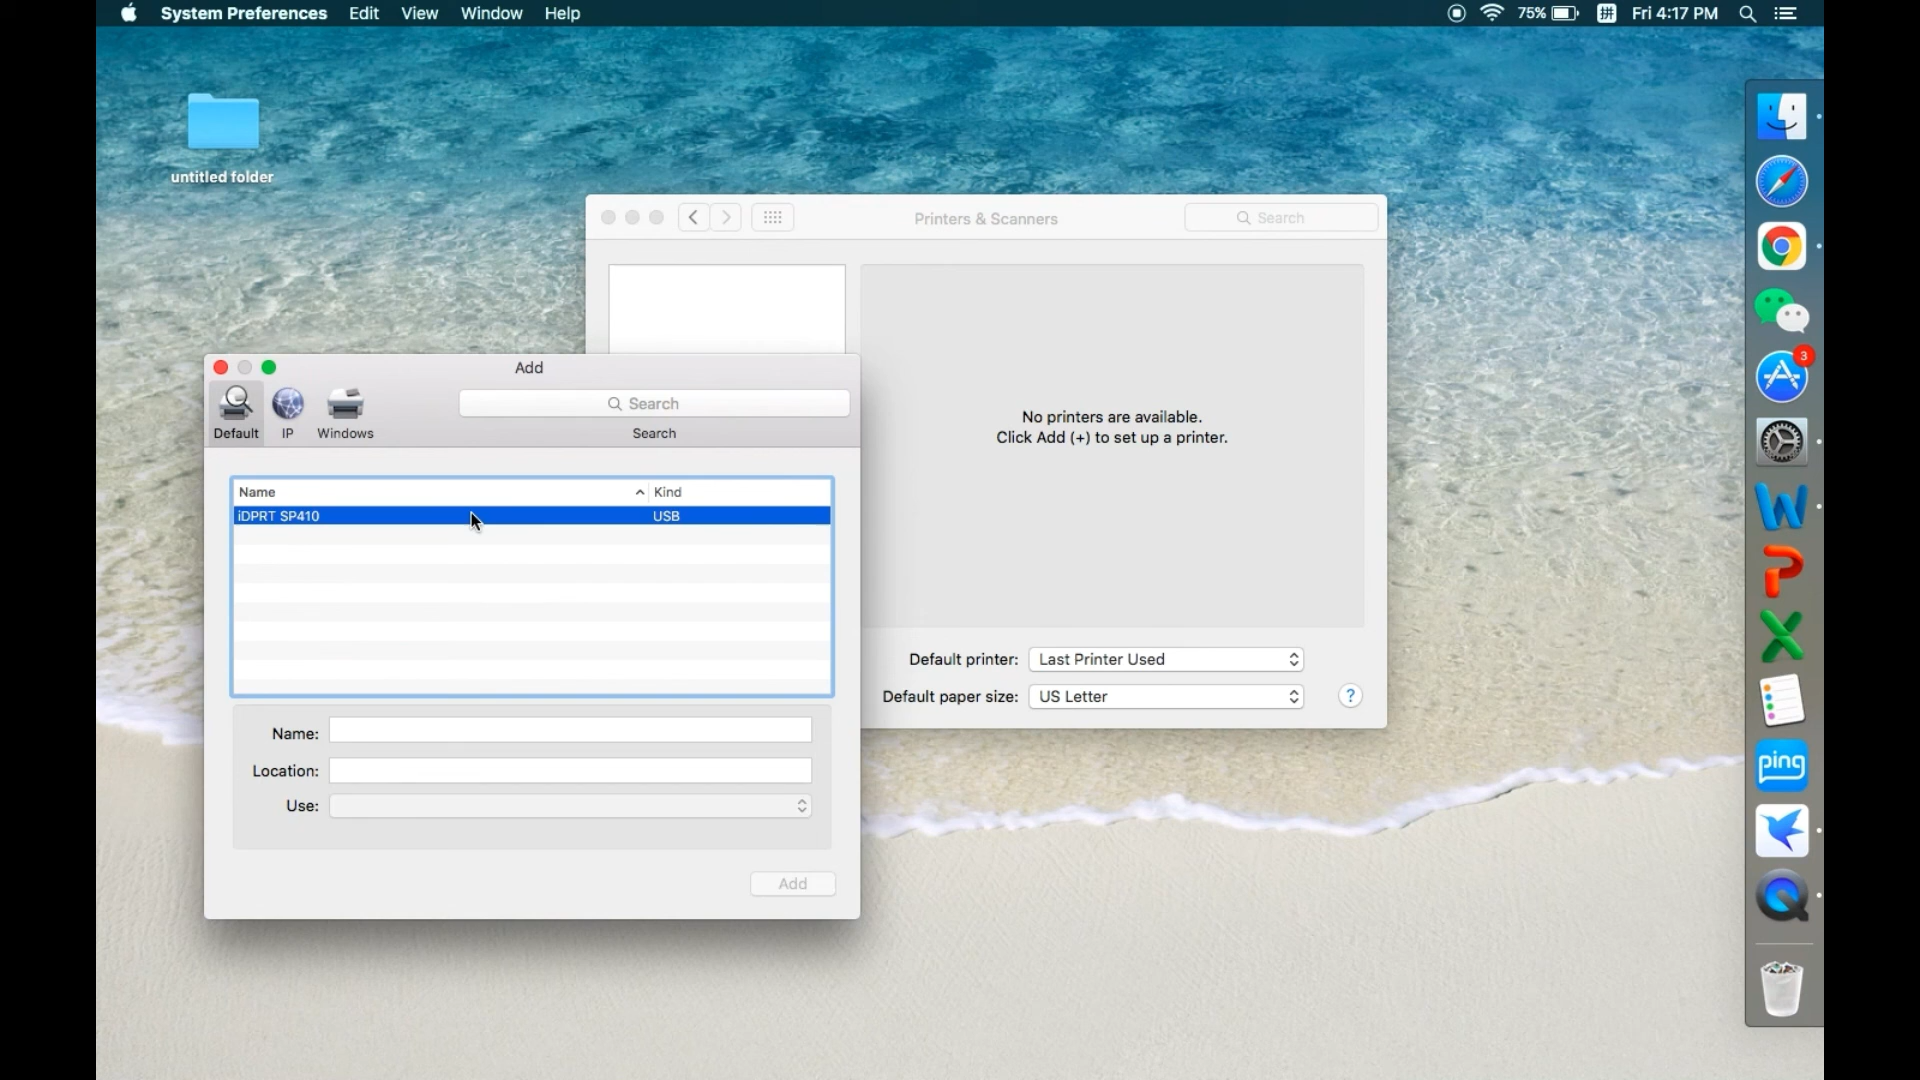 System Preferences Edit View Window Help
75% 拼 Fri 4:17 PM
untitled folder
Printers & Scanners
Search
No printers are available.
Click Add (+) to set up a printer.
Default printer: Last Printer Used
Default paper size: US Letter
?
Add
Default IP Windows
Search
Search
Name Kind
iDPRT SP410 USB
Name:
Location:
Use:
Add
3
W
P
X
ping